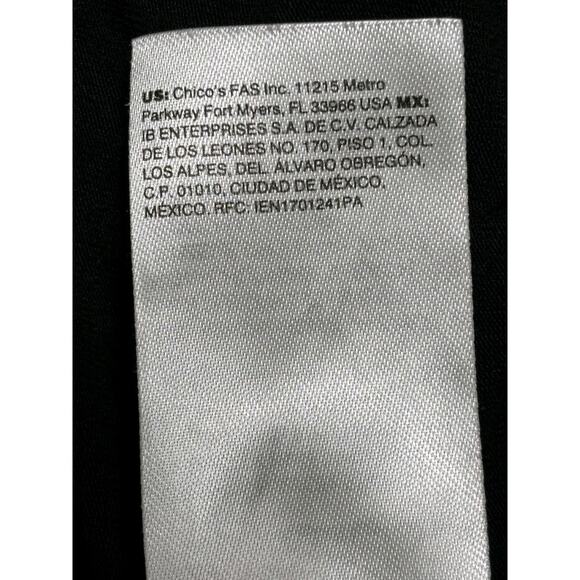 US: Chico's FAS Inc. 11215 Metro
Parkway Fort Myers, FL 33966 USA MX:
IB ENTERPRISES S.A. DE C.V. CALZADA
DE LOS LEONES NO. 170, PISO 1, COL.
LOS ALPES, DEL. ÁLVARO OBREGÓN,
C.P. 01010, CIUDAD DE MÉXICO,
MÉXICO. RFC: IEN1701241PA